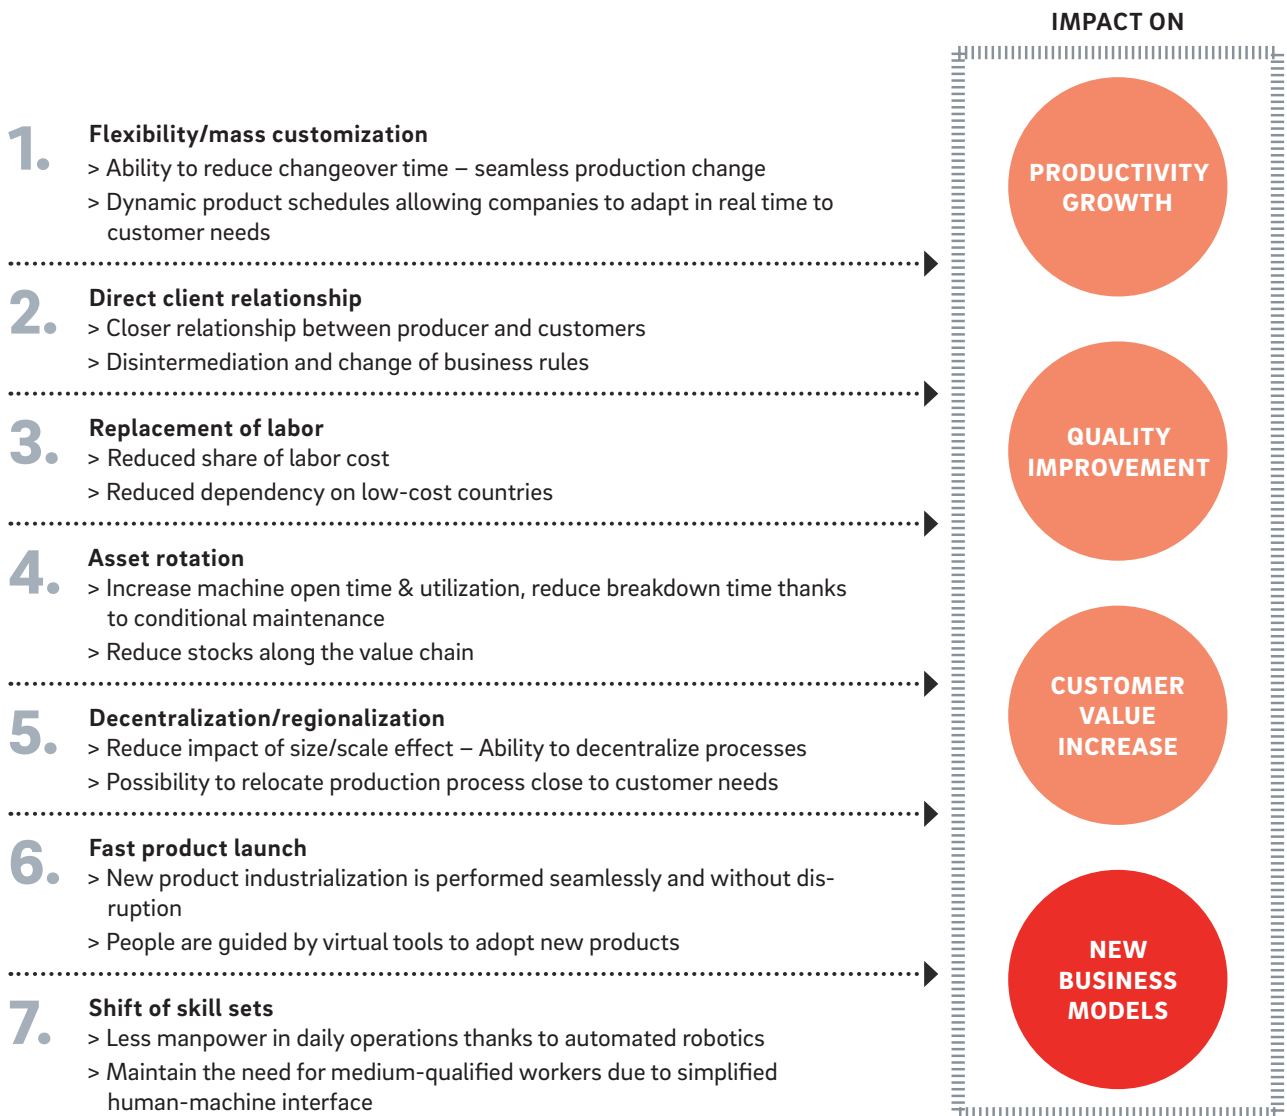 IMPACT ON
1.
Flexibility/mass customization
> Ability to reduce changeover time – seamless production change
> Dynamic product schedules allowing companies to adapt in real time to
customer needs
2.
Direct client relationship
> Closer relationship between producer and customers
> Disintermediation and change of business rules
3.
Replacement of labor
> Reduced share of labor cost
> Reduced dependency on low-cost countries
4.
Asset rotation
> Increase machine open time & utilization, reduce breakdown time thanks
to conditional maintenance
> Reduce stocks along the value chain
5.
Decentralization/regionalization
> Reduce impact of size/scale effect – Ability to decentralize processes
> Possibility to relocate production process close to customer needs
6.
Fast product launch
> New product industrialization is performed seamlessly and without dis-
ruption
> People are guided by virtual tools to adopt new products
7.
Shift of skill sets
> Less manpower in daily operations thanks to automated robotics
> Maintain the need for medium-qualified workers due to simplified
human-machine interface
PRODUCTIVITY
GROWTH
QUALITY
IMPROVEMENT
CUSTOMER
VALUE
INCREASE
NEW
BUSINESS
MODELS